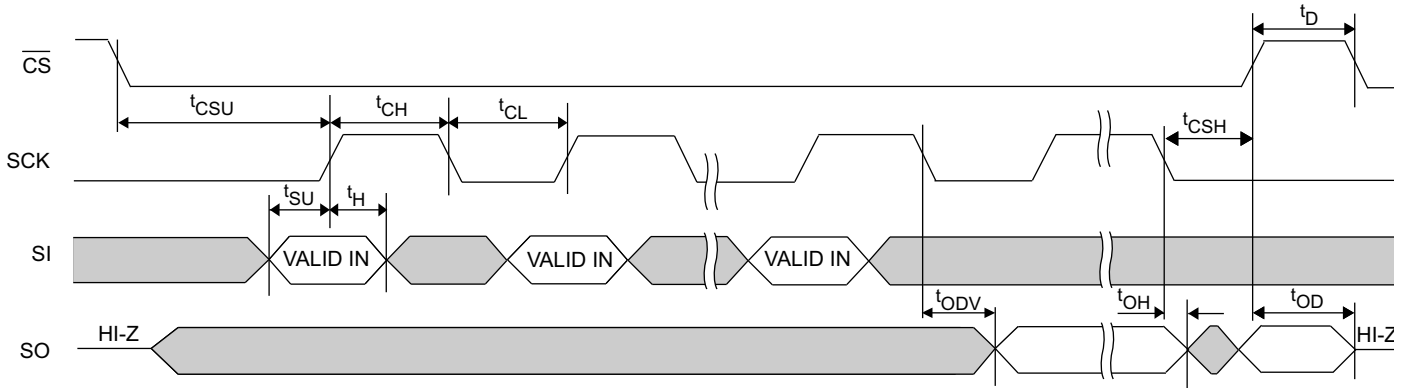 tD
CS
tCSU
tCH
tCL
tCSH
SCK
tSU
tH
SI
VALID IN
VALID IN
VALID IN
tODV
tOH
tOD
HI-Z
HI-Z
SO